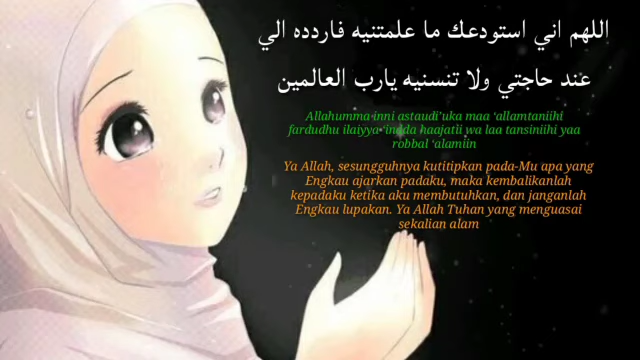 اللهم اني استودعك ما علمتنيه فاردده الي
عند حاجتي ولا تنسنيه يارب العالمين
Allahumma inni astaudi'uka maa 'allamtaniihi
fardudhu ilaiyya 'inda haajatii wa laa tansiniihi yaa
robbal 'alamiin
Ya Allah, sesungguhnya kutitipkan pada-Mu apa yang
Engkau ajarkan padaku, maka kembalikanlah
kepadaku ketika aku membutuhkan, dan janganlah
Engkau lupakan. Ya Allah Tuhan yang menguasai
sekalian alam